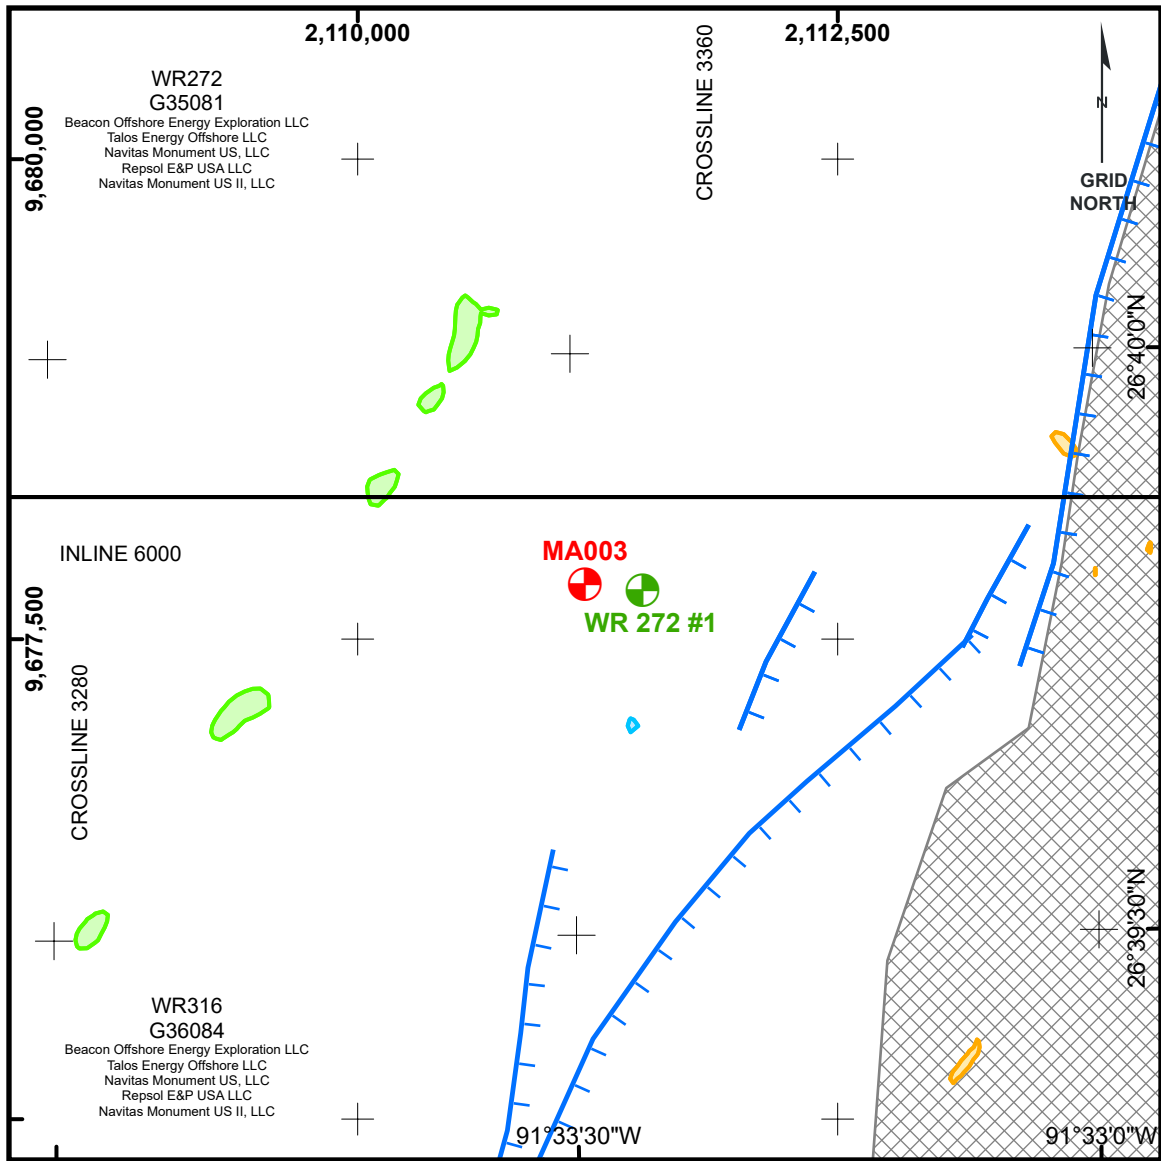 2,110,000
2,112,500
CROSSLINE 3360
WR272
G35081
Beacon Offshore Energy Exploration LLC
Talos Energy Offshore LLC
Navitas Monument US, LLC
Repsol E&P USA LLC
Navitas Monument US II, LLC
9,680,000
N
GRID
NORTH
26°40'0"N
INLINE 6000
MA003
WR 272 #1
9,677,500
CROSSLINE 3280
26°39'30"N
WR316
G36084
Beacon Offshore Energy Exploration LLC
Talos Energy Offshore LLC
Navitas Monument US, LLC
Repsol E&P USA LLC
Navitas Monument US II, LLC
91°33'30"W
91°33'0"W